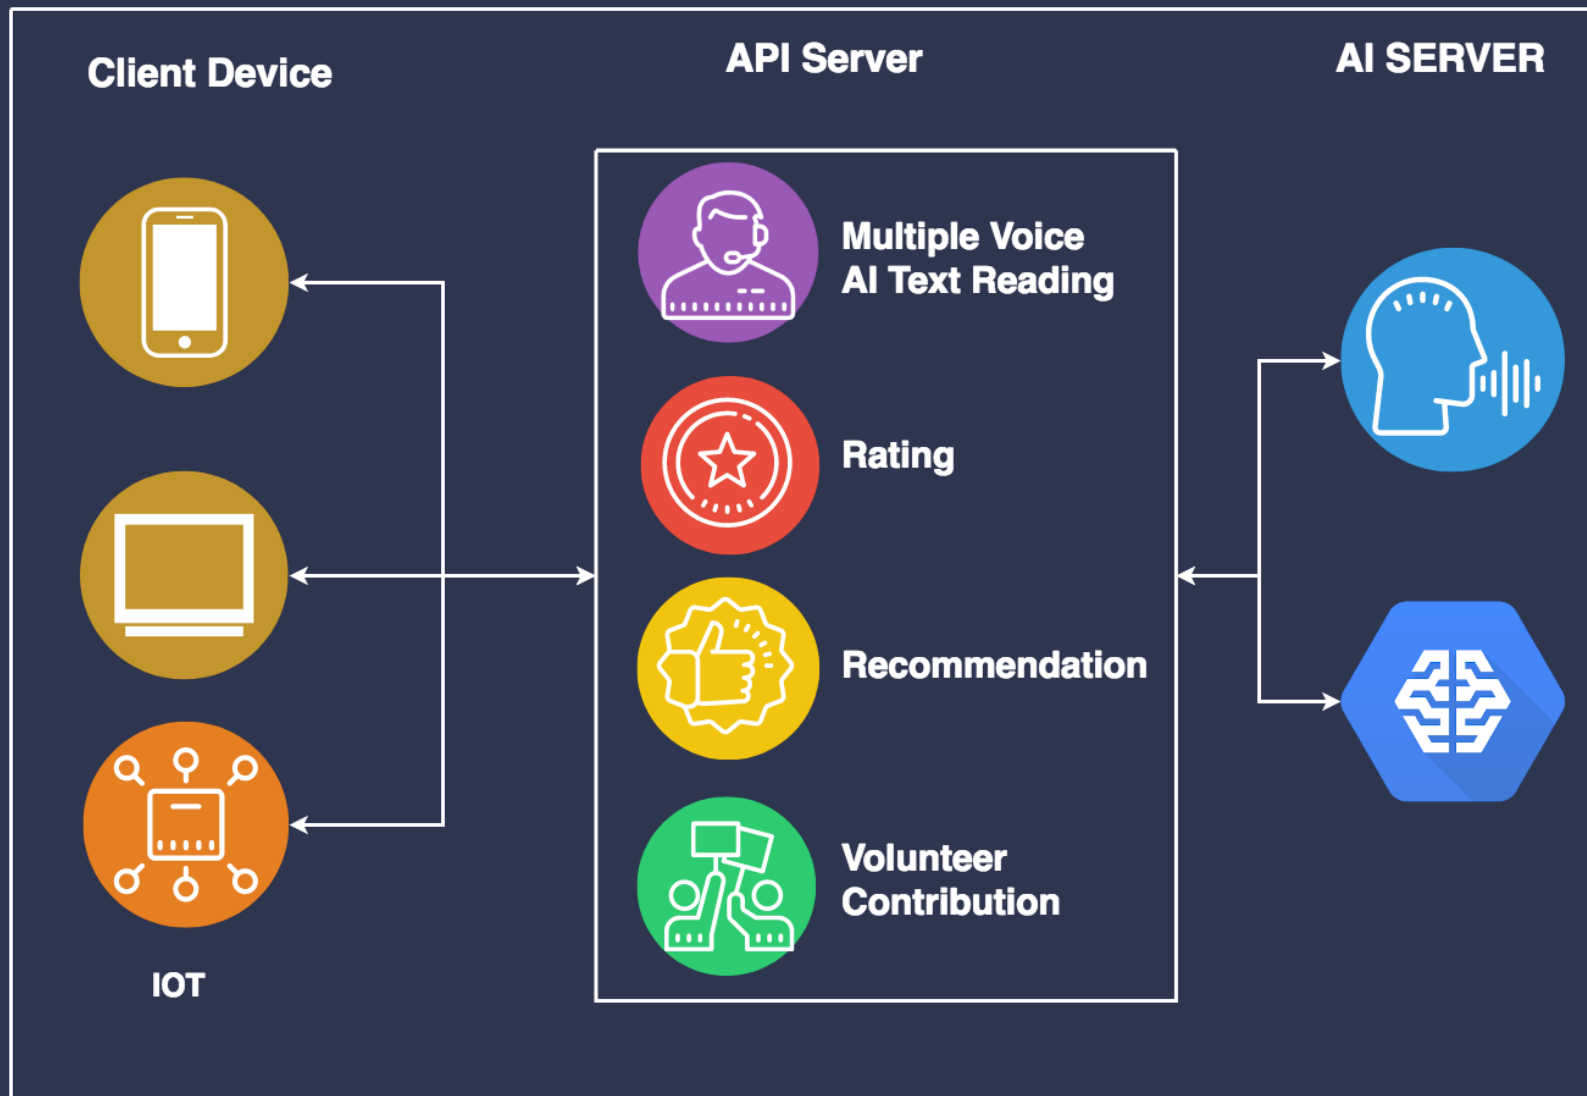 Client Device
API Server
AI SERVER
Multiple Voice
AI Text Reading
Rating
Recommendation
Volunteer
Contribution
IOT